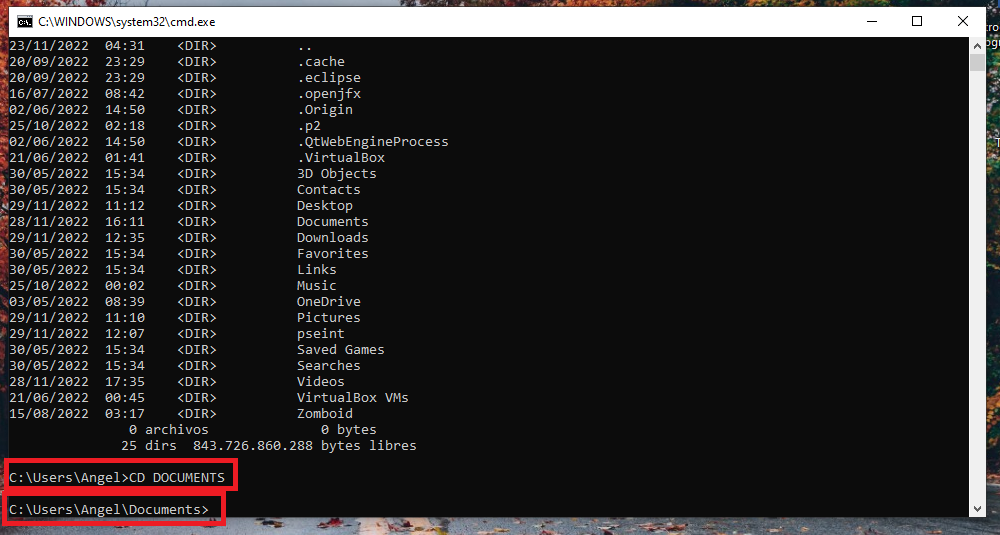 C:\WINDOWS\system32\cmd.exe
23/11/2022  04:31    <DIR>          ..
20/09/2022  23:29    <DIR>          .cache
20/09/2022  23:29    <DIR>          .eclipse
16/07/2022  08:42    <DIR>          .openjfx
02/06/2022  14:50    <DIR>          .Origin
25/10/2022  02:18    <DIR>          .p2
02/06/2022  14:50    <DIR>          .QtWebEngineProcess
21/06/2022  01:41    <DIR>          .VirtualBox
30/05/2022  15:34    <DIR>          3D Objects
30/05/2022  15:34    <DIR>          Contacts
29/11/2022  11:12    <DIR>          Desktop
28/11/2022  16:11    <DIR>          Documents
29/11/2022  12:35    <DIR>          Downloads
30/05/2022  15:34    <DIR>          Favorites
30/05/2022  15:34    <DIR>          Links
25/10/2022  00:02    <DIR>          Music
03/05/2022  08:39    <DIR>          OneDrive
29/11/2022  11:10    <DIR>          Pictures
29/11/2022  12:07    <DIR>          pseint
30/05/2022  15:34    <DIR>          Saved Games
30/05/2022  15:34    <DIR>          Searches
28/11/2022  17:35    <DIR>          Videos
21/06/2022  00:45    <DIR>          VirtualBox VMs
15/08/2022  03:17    <DIR>          Zomboid
0 archivos              0 bytes
25 dirs  843.726.860.288 bytes libres
C:\Users\Angel>CD DOCUMENTS
C:\Users\Angel\Documents>